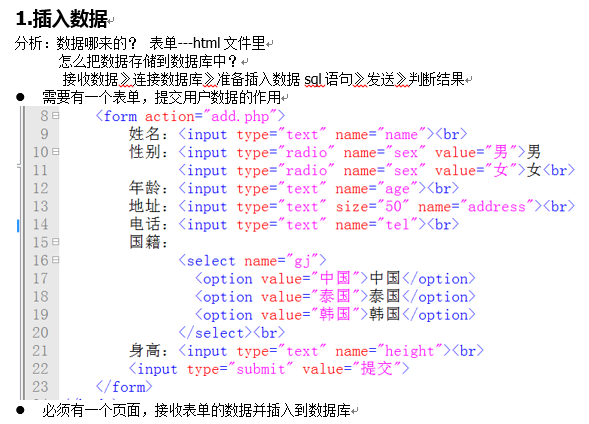 1.插入数据
分析：数据哪来的？ 表单---html 文件里
怎么把数据存储到数据库中？
接收数据》连接数据库》准备插入数据 sql 语句》发送》判断结果
● 需要有一个表单，提交用户数据的作用
8 <form action="add.php">
9 姓名：<input type="text" name="name"><br>
10 性别：<input type="radio" name="sex" value="男">男
11 <input type="radio" name="sex" value="女">女<br>
12 年龄：<input type="text" name="age"><br>
13 地址：<input type="text" size="50" name="address"><br>
14 电话：<input type="text" name="tel"><br>
15 国籍：
16 <select name="gj">
17 <option value="中国">中国</option>
18 <option value="泰国">泰国</option>
19 <option value="韩国">韩国</option>
20 </select><br>
21 身高：<input type="text" name="height"><br>
22 <input type="submit" value="提交">
23 </form>
● 必须有一个页面，接收表单的数据并插入到数据库